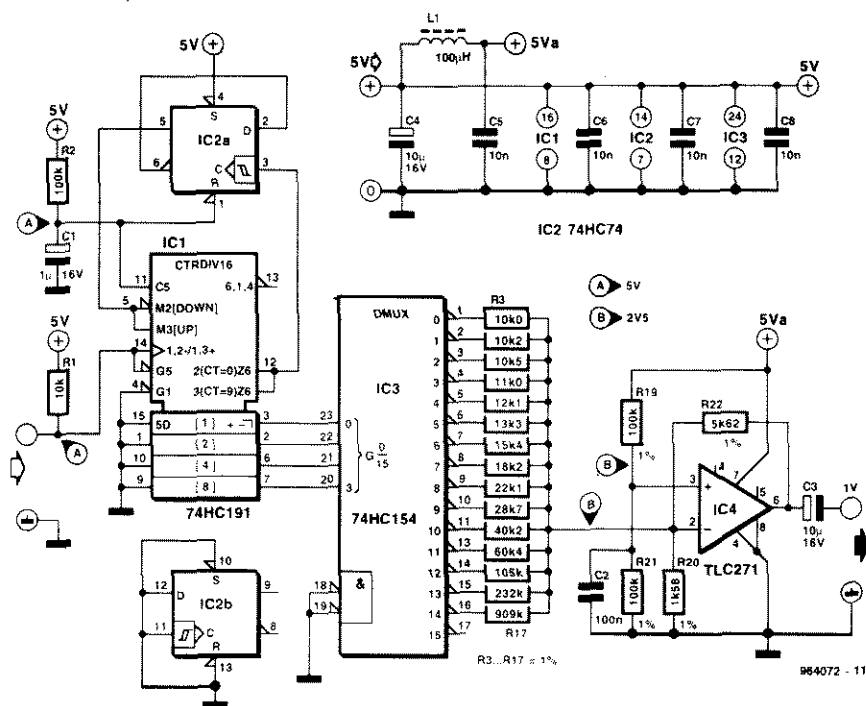 5V
4
S
5
2
IC2a
D
6
3
C
R
1
5V
R2
100k
A
C1
1µ
16V
IC1
CTRDIV16
11
C5
6,1,4
13
5
M2[DOWN]
M3[UP]
14
1,2-/1,3+
12
G5
2(CT=0)Z6
4
G1
3(CT=9)Z6
5V
R1
10k
A
15
5D
[1]
+
3
1
[2]
2
10
[4]
6
9
[8]
7
74HC191
10
S
12
D
9
IC2b
11
C
8
R
13
L1
100µH
5Va
5V
5V
C4
10µ
16V
C5
10n
16
IC1
8
C6
10n
14
IC2
7
C7
10n
24
IC3
12
C8
10n
0
IC2 74HC74
A 5V
B 2V5
DMUX
IC3
23
0
22
21
20
3
G 0/15
74HC154
18
19
&
R3
0 1 10k0
1 2 10k2
2 3 10k5
3 4 11k0
4 5 12k1
5 6 13k3
6 7 15k4
7 8 18k2
8 9 22k1
9 10 28k7
10 11 40k2
11 13 60k4
12 14 105k
13 15 232k
14 16 909k
15 17
R17
R3...R17 = 1%
B
5Va
R19
100k
1%
B
R22
5k62
1%
3
+
2
-
7
5
6
8
4
IC4
TLC271
C3
10µ
16V
1V
C2
100n
R21
100k
1%
R20
1k58
1%
964072 - 11